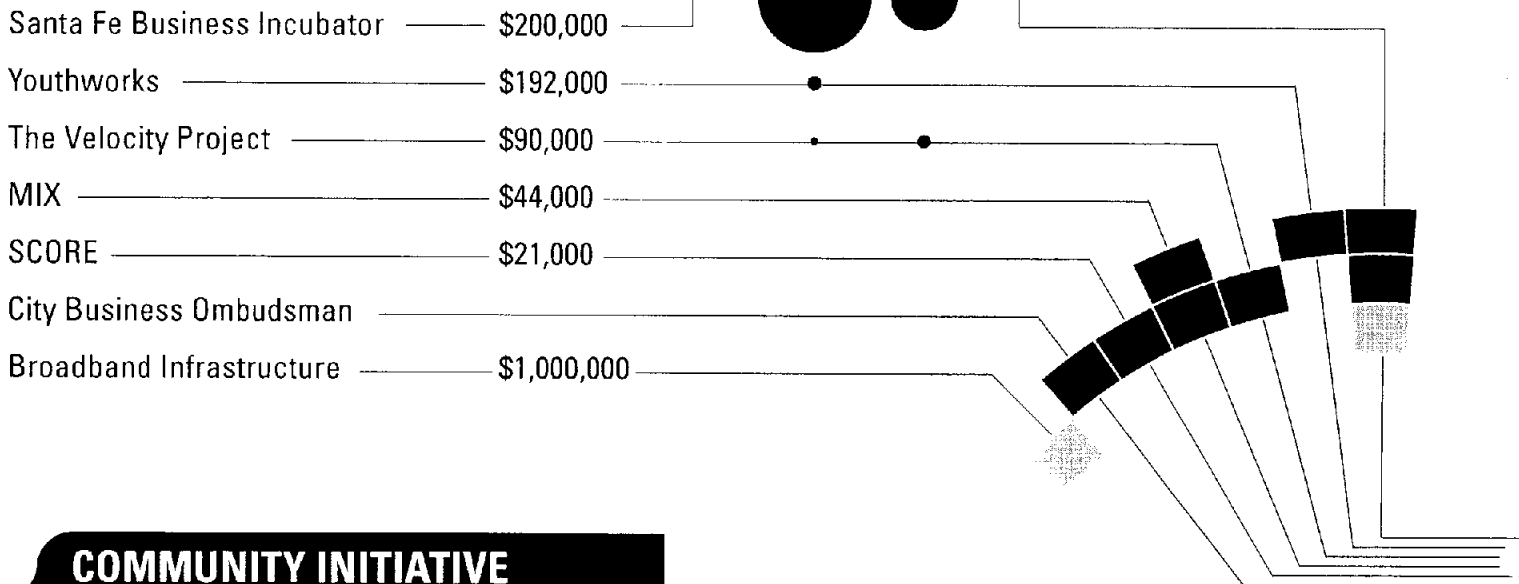 Santa Fe Business Incubator $200,000
Youthworks $192,000
The Velocity Project $90,000
MIX $44,000
SCORE $21,000
City Business Ombudsman
Broadband Infrastructure $1,000,000
COMMUNITY INITIATIVE